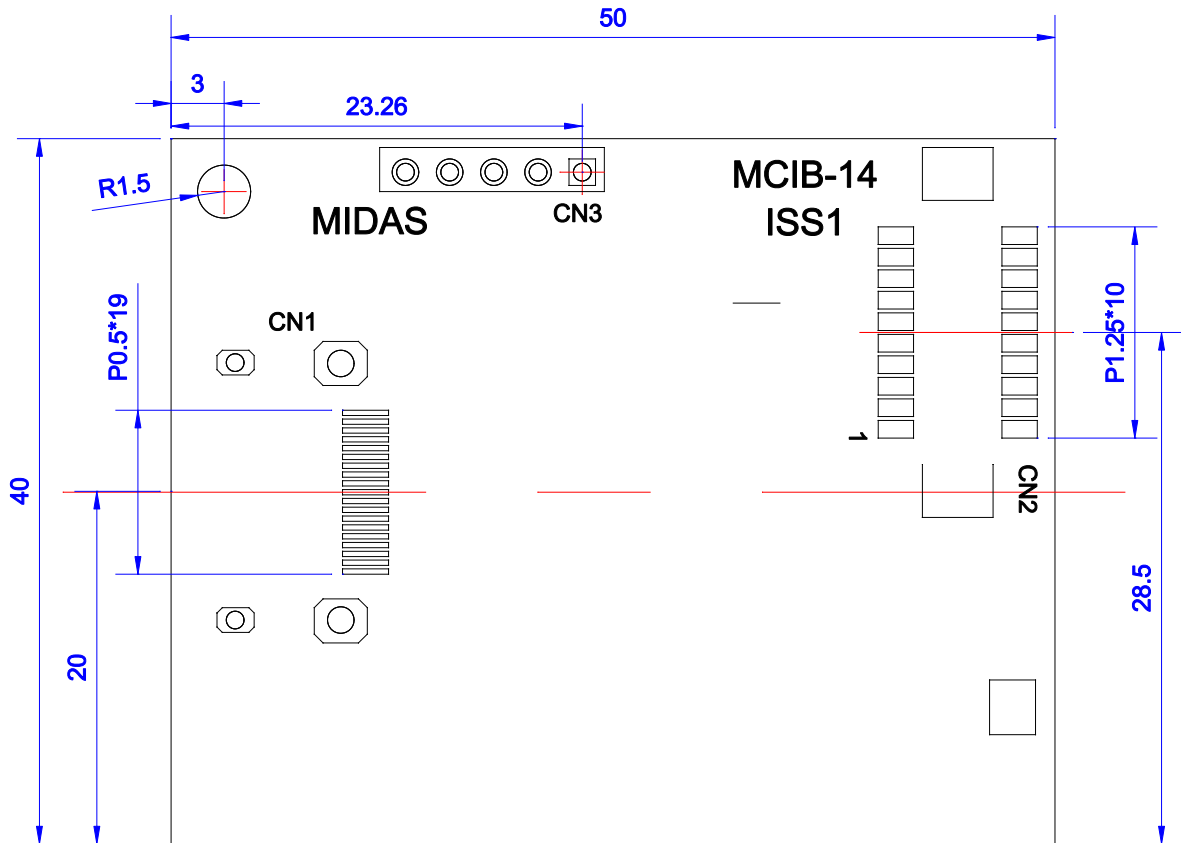 50
3
23.26
R1.5
MCIB-14
ISS1
MIDAS
CN3
P0.5*19
CN1
P1.25*10
1
CN2
40
28.5
20